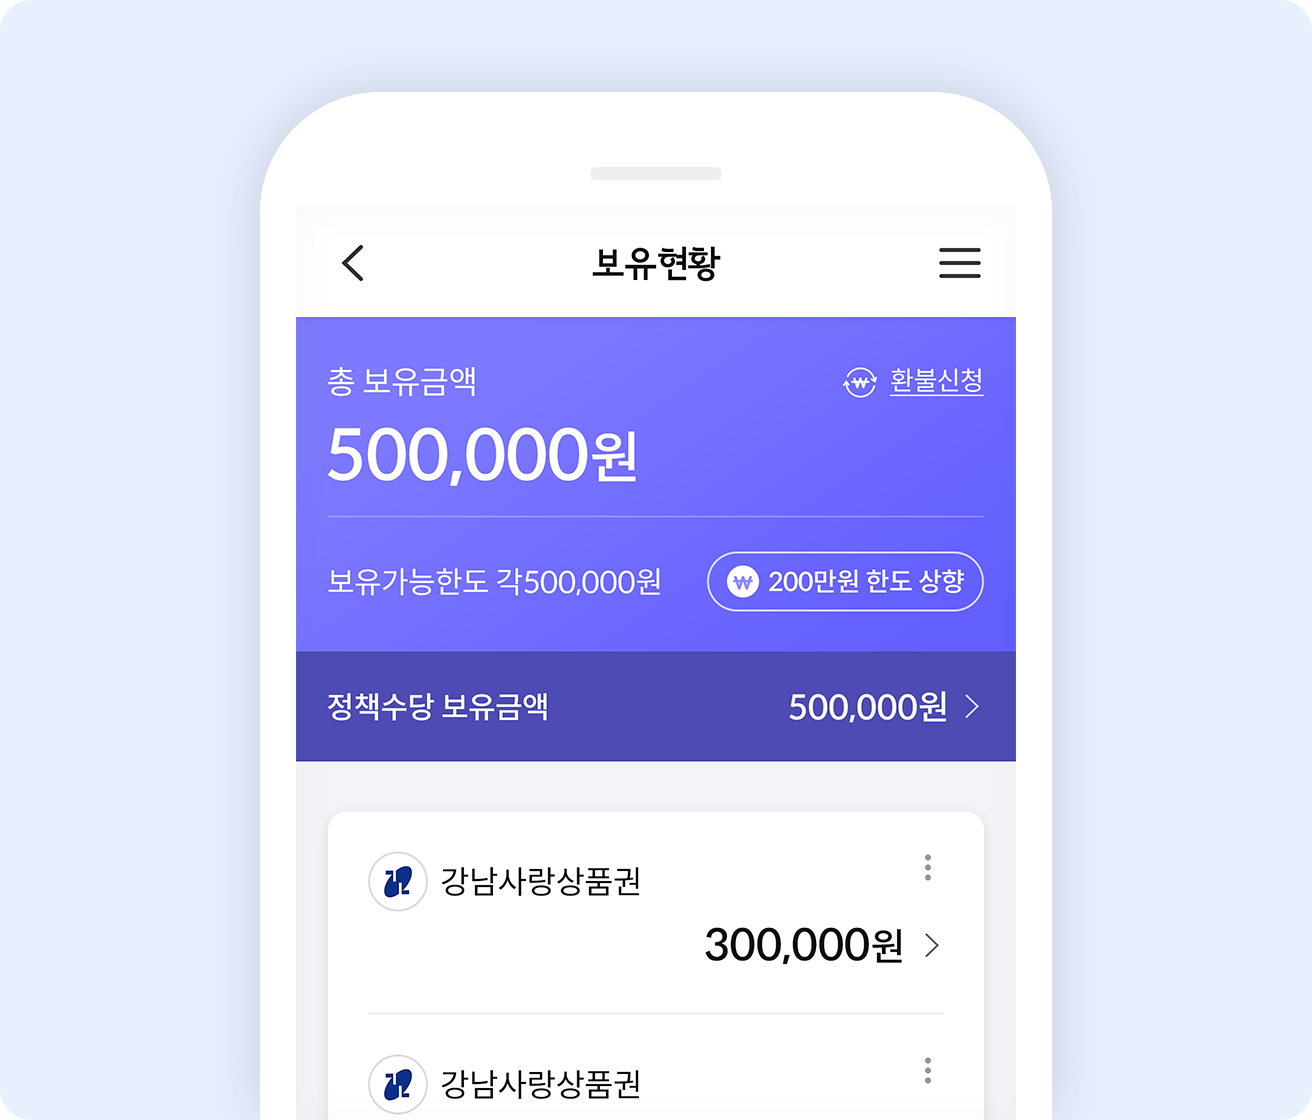 보유현황
총 보유금액
환불신청
500,000원
보유가능한도 각500,000원
200만원 한도 상향
정책수당 보유금액
500,000원
강남사랑상품권
300,000원
강남사랑상품권